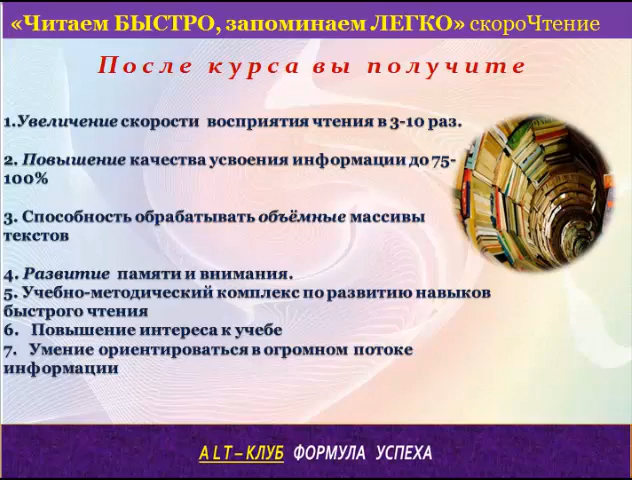 «Читаем БЫСТРО, запоминаем ЛЕГКО» скороЧтение
После курса вы получите
1.Увеличение скорости восприятия чтения в 3-10 раз.
2. Повышение качества усвоения информации до 75-
100%
3. Способность обрабатывать объёмные массивы
текстов
4. Развитие памяти и внимания.
5. Учебно-методический комплекс по развитию навыков
быстрого чтения
6. Повышение интереса к учебе
7. Умение ориентироваться в огромном потоке
информации
ALT–КЛУБ ФОРМУЛА УСПЕХА